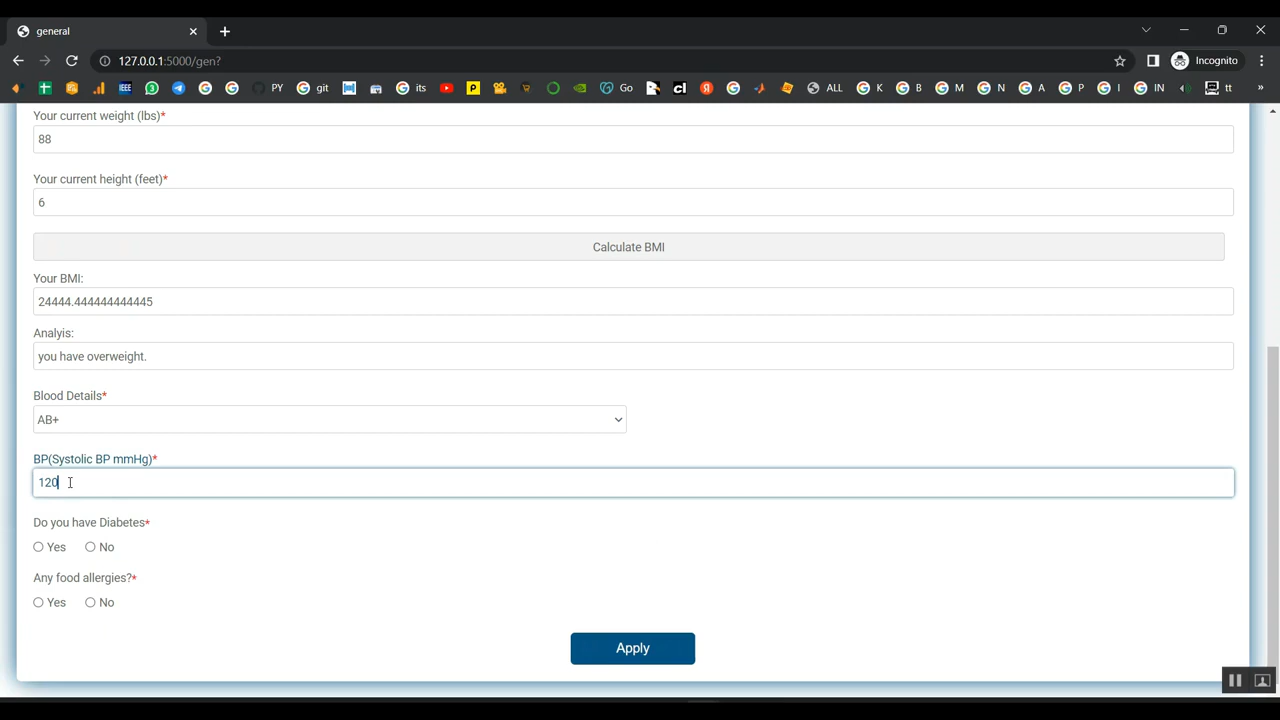 general
127.0.0.1:5000/gen?
Incognito
PY
git
its
Go
ALL
K
B
M
N
A
P
I
IN
tt
Your current weight (lbs)*
88
Your current height (feet)*
6
Calculate BMI
Your BMI:
24444.444444444445
Analyis:
you have overweight.
Blood Details*
AB+
BP(Systolic BP mmHg)*
120
Do you have Diabetes*
Yes No
Any food allergies?*
Yes No
Apply